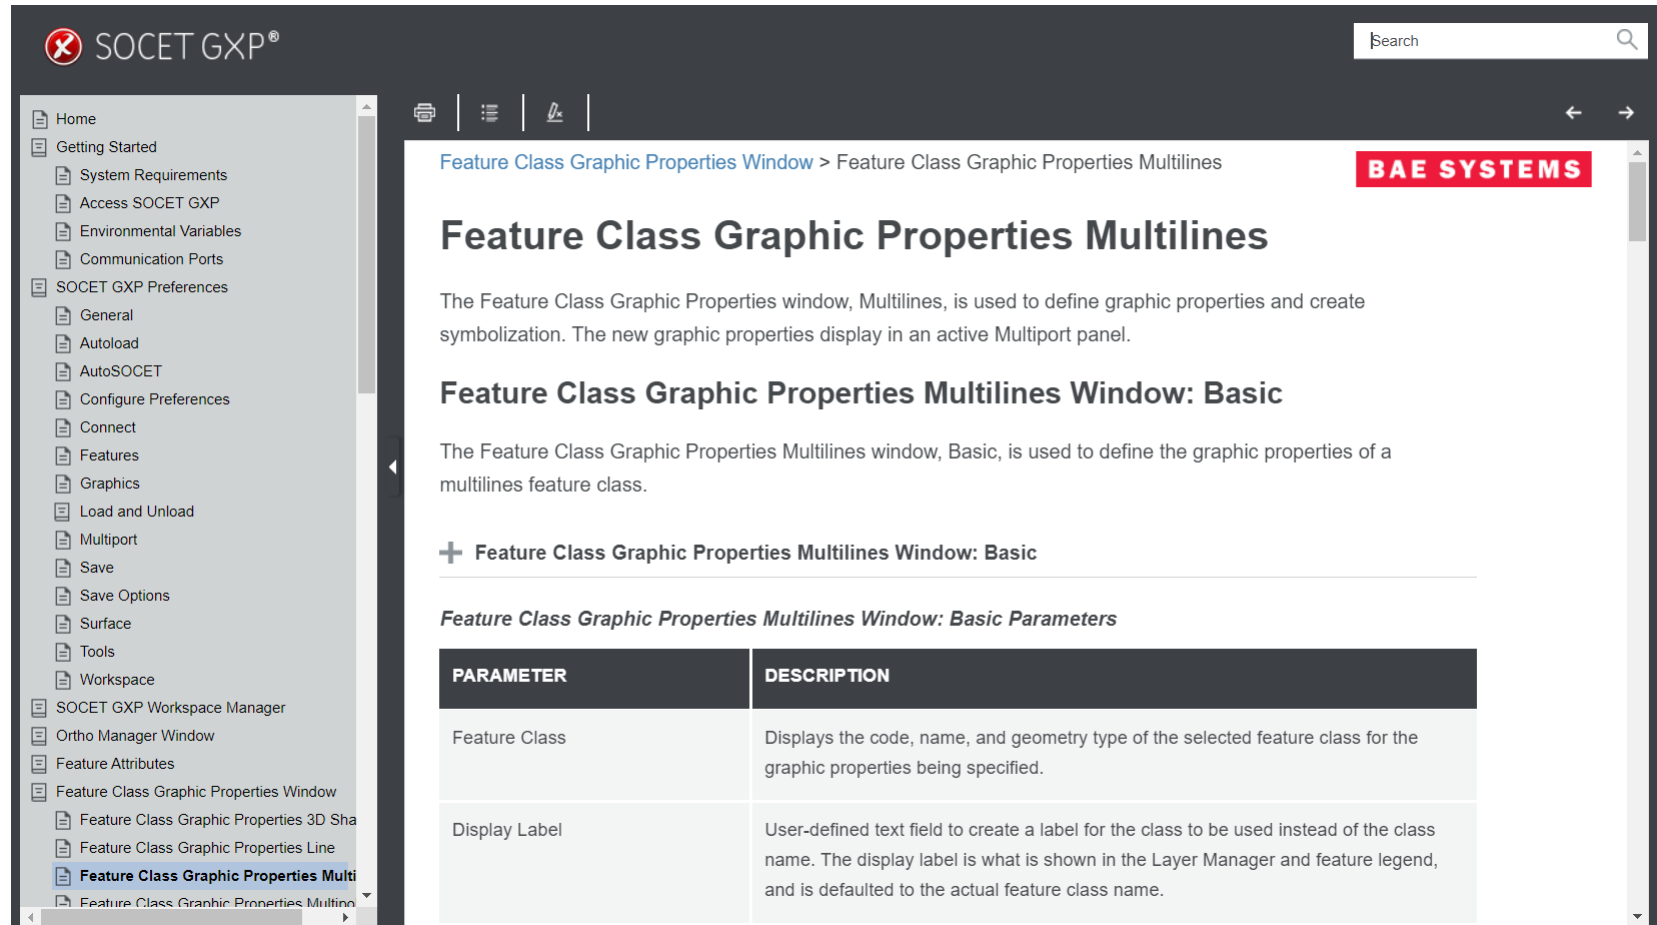 SOCET GXP®
Search
Home
Getting Started
System Requirements
Access SOCET GXP
Environmental Variables
Communication Ports
SOCET GXP Preferences
General
Autoload
AutoSOCET
Configure Preferences
Connect
Features
Graphics
Load and Unload
Multiport
Save
Save Options
Surface
Tools
Workspace
SOCET GXP Workspace Manager
Ortho Manager Window
Feature Attributes
Feature Class Graphic Properties Window
Feature Class Graphic Properties 3D Sha
Feature Class Graphic Properties Line
Feature Class Graphic Properties Multi
Feature Class Graphic Properties Multipo
Feature Class Graphic Properties Window > Feature Class Graphic Properties Multilines
BAE SYSTEMS
Feature Class Graphic Properties Multilines
The Feature Class Graphic Properties window, Multilines, is used to define graphic properties and create
symbolization. The new graphic properties display in an active Multiport panel.
Feature Class Graphic Properties Multilines Window: Basic
The Feature Class Graphic Properties Multilines window, Basic, is used to define the graphic properties of a
multilines feature class.
Feature Class Graphic Properties Multilines Window: Basic
Feature Class Graphic Properties Multilines Window: Basic Parameters
PARAMETER DESCRIPTION
Feature Class Displays the code, name, and geometry type of the selected feature class for the
graphic properties being specified.
Display Label User-defined text field to create a label for the class to be used instead of the class
name. The display label is what is shown in the Layer Manager and feature legend,
and is defaulted to the actual feature class name.